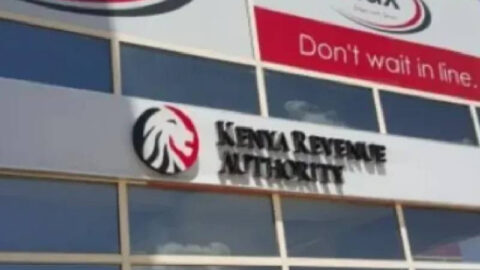 Don't wait in line.
KENYA REVENUE
AUTHORITY